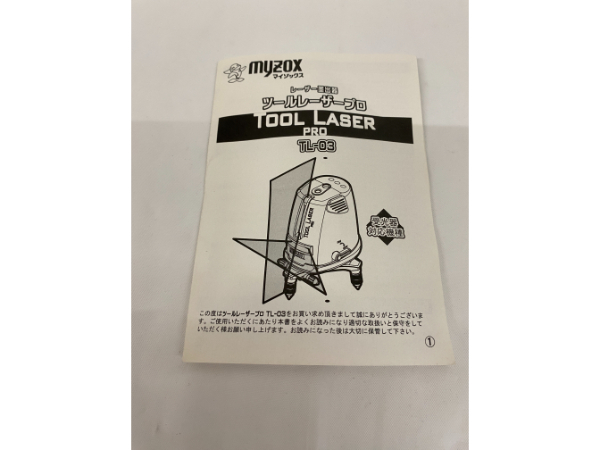 myzox
マイゾックス
レーザー墨出器
ツールレーザープロ
TOOL LASER
PRO
TL-03
TOOL LASER
受光器
対応機種
この度はツールレーザープロ TL-03をお買い求め頂きまして誠にありがとうございま
す。ご使用いただくにあたり本書をよくお読みになり適切な取扱いと保守をして
いただく様お願い申し上げます。お読みになった後は大切に保管して下さい。
①